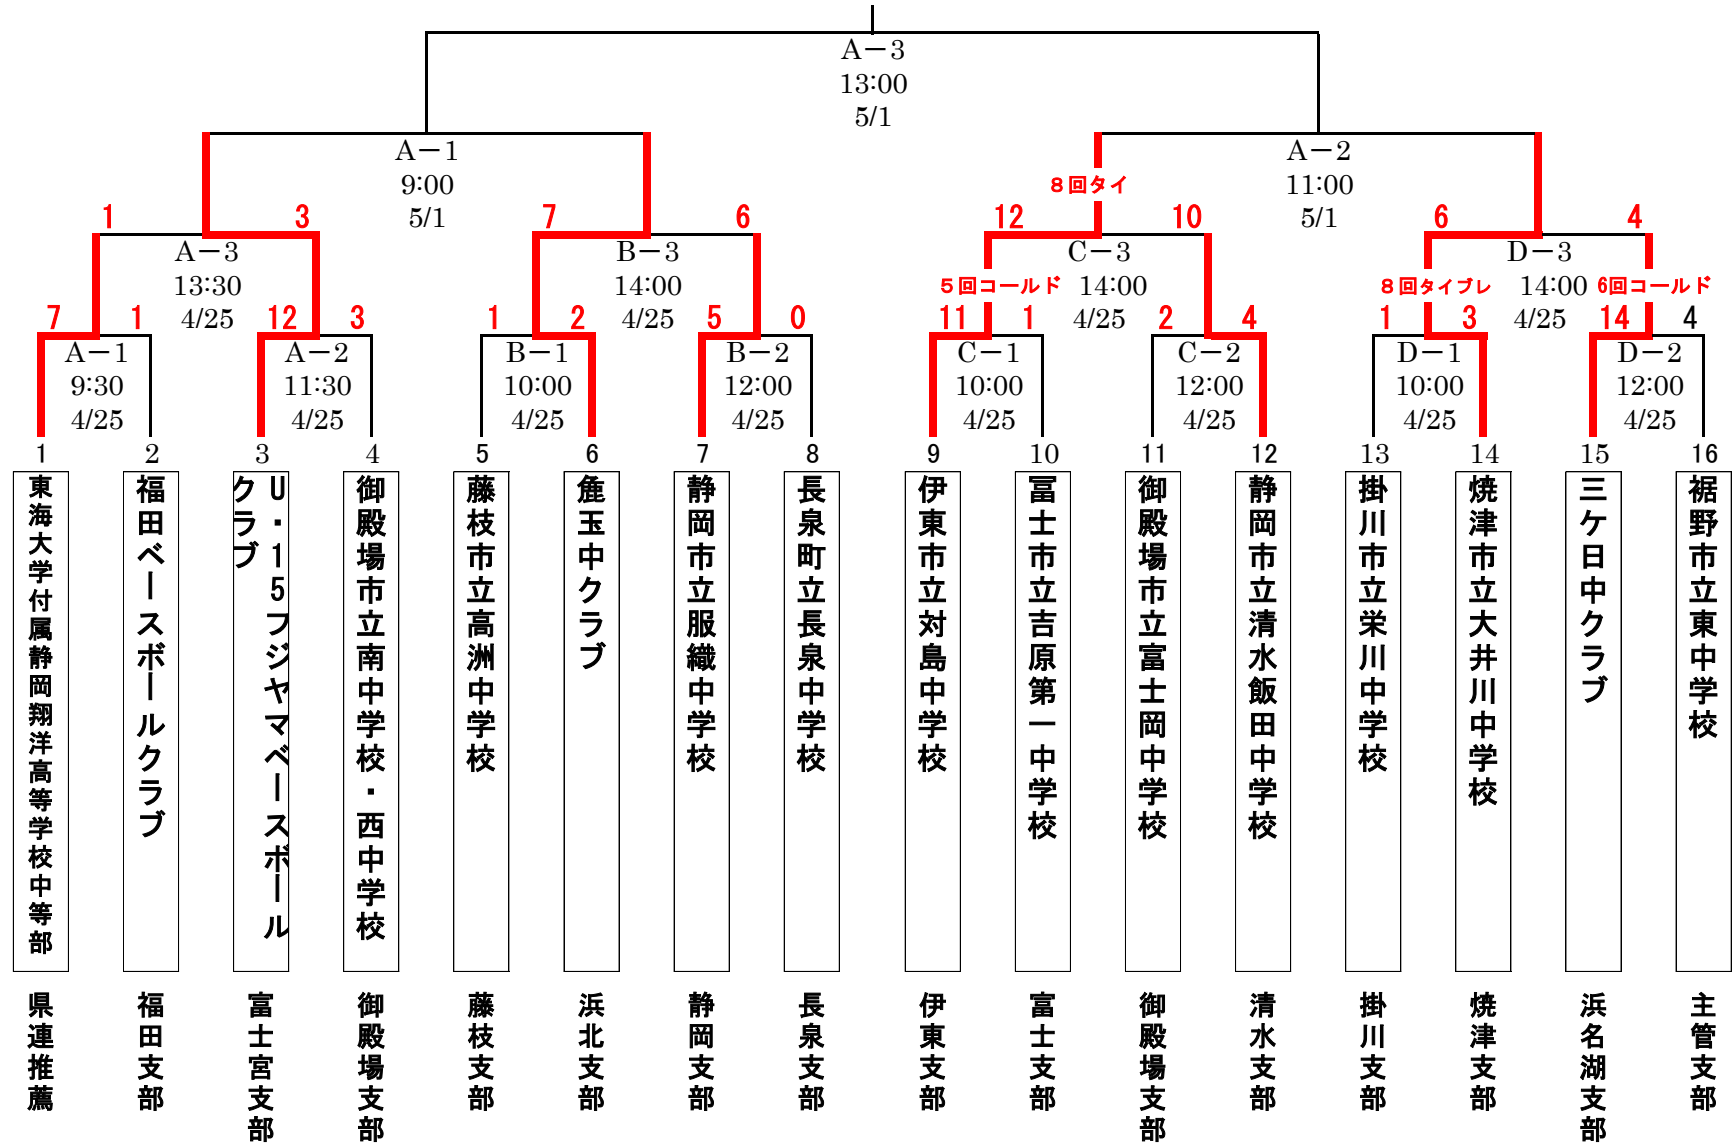 A－3
13:00
5/1
A－1
9:00
5/1
A－2
11:00
5/1
８回タイ
1
3
7
6
12
10
6
4
A－3
13:30
4/25
B－3
14:00
4/25
C－3
14:00
4/25
D－3
14:00
4/25
５回コールド
８回タイブレ
6回コールド
7
1
12
3
1
2
5
0
11
1
2
4
1
3
14
4
A－1
9:30
4/25
A－2
11:30
4/25
B－1
10:00
4/25
B－2
12:00
4/25
C－1
10:00
4/25
C－2
12:00
4/25
D－1
10:00
4/25
D－2
12:00
4/25
1
2
3
4
5
6
7
8
9
10
11
12
13
14
15
16
東海大学付属静岡翔洋高等学校中等部
福田ベースボールクラブ
U・15フジヤマベースボール
クラブ
御殿場市立南中学校・西中学校
藤枝市立高洲中学校
麁玉中クラブ
静岡市立服織中学校
長泉町立長泉中学校
伊東市立対島中学校
冨士市立吉原第一中学校
御殿場市立富士岡中学校
静岡市立清水飯田中学校
掛川市立栄川中学校
焼津市立大井川中学校
三ケ日中クラブ
裾野市立東中学校
県連推薦
福田支部
富士宮支部
御殿場支部
藤枝支部
浜北支部
静岡支部
長泉支部
伊東支部
富士支部
御殿場支部
清水支部
掛川支部
焼津支部
浜名湖支部
主管支部